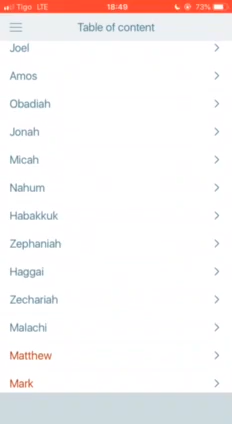 Tigo LTE 18:49 73%
Table of content
Joel
Amos
Obadiah
Jonah
Micah
Nahum
Habakkuk
Zephaniah
Haggai
Zechariah
Malachi
Matthew
Mark